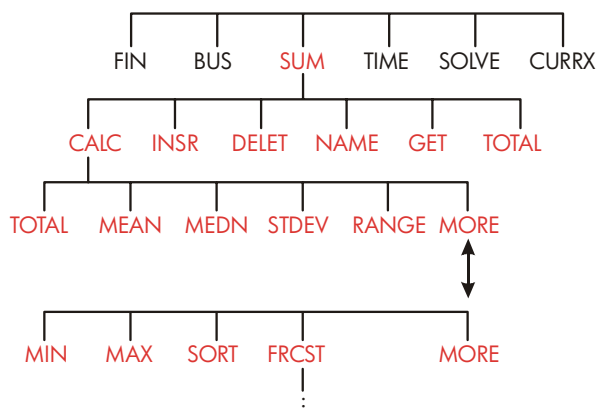 FIN BUS SUM TIME SOLVE CURRX
CALC INSR DELET NAME GET TOTAL
TOTAL MEAN MEDN STDEV RANGE MORE
MIN MAX SORT FRCST MORE